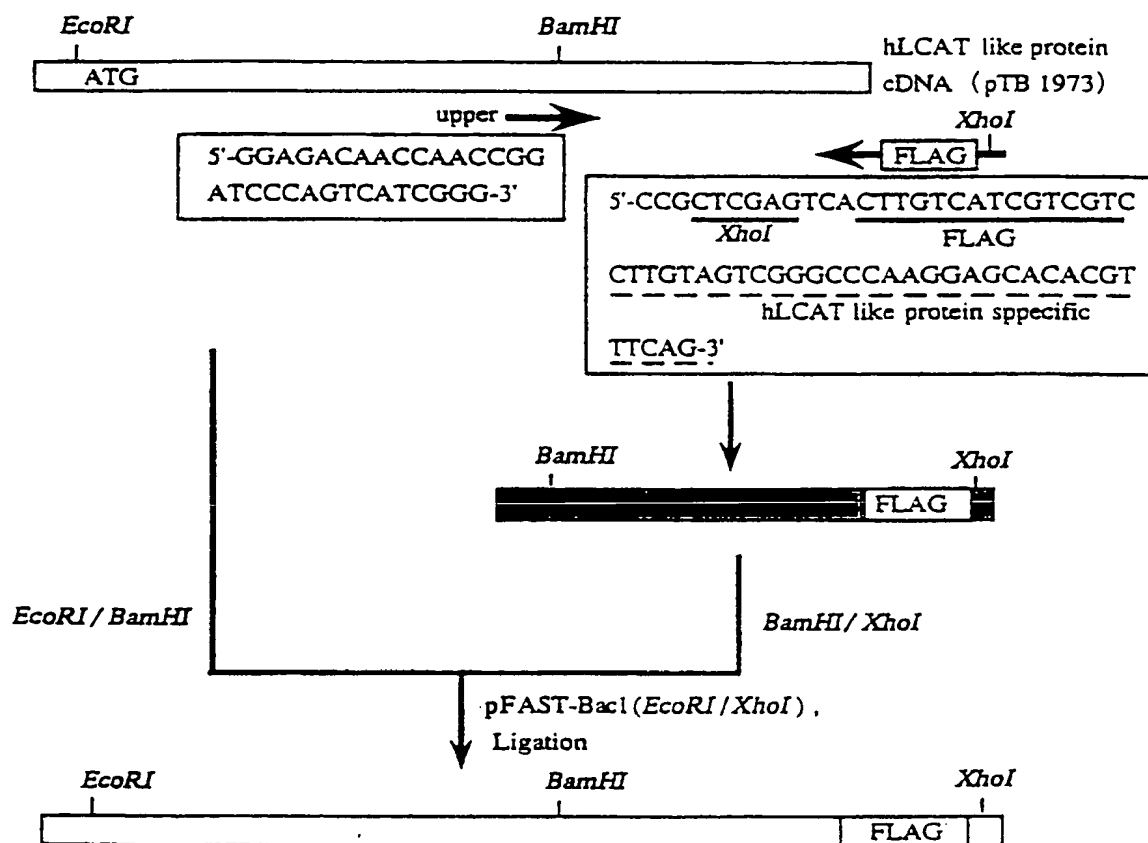 EcoRI
BamHI
hLCAT like protein
ATG
cDNA (pTB 1973)
upper
XhoI
FLAG
5'-GGAGACAACCAACCGG
ATCCCAGTCATCGGG-3'
5'-CCGCTCGAGTCACTTGTCATCGTCGTC
XhoI
FLAG
CTTGTAGTCGGGCCCAAGGAGCACACGT
hLCAT like protein sppecific
TTCAG-3'
BamHI
XhoI
FLAG
EcoRI / BamHI
BamHI / XhoI
pFAST-Bac1 (EcoRI / XhoI) ,
Ligation
EcoRI
BamHI
XhoI
FLAG